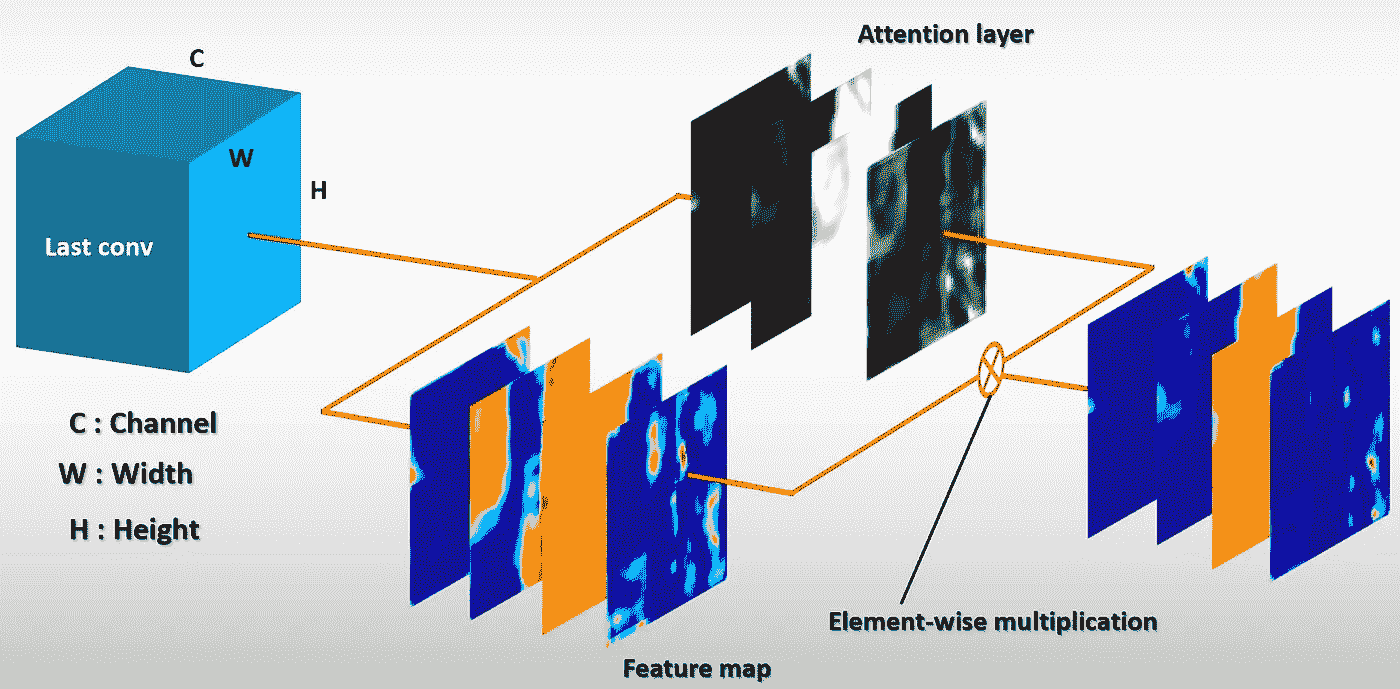 Attention layer
C
W
H
Last conv
C : Channel
W : Width
H : Height
Element-wise multiplication
Feature map